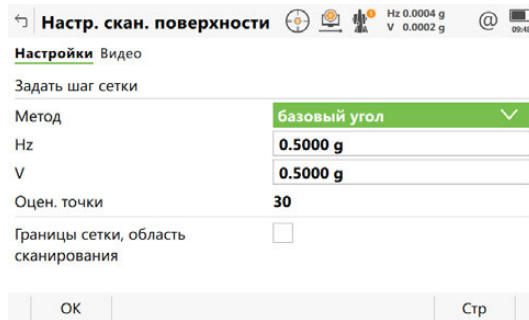 Настр. скан. поверхности
Hz 0.0004 g
V 0.0002 g
@
Настройки Видео
Задать шаг сетки
Метод базовый угол
Hz 0.5000 g
V 0.5000 g
Оцен. точки 30
Границы сетки, область
сканирования
OK Стр